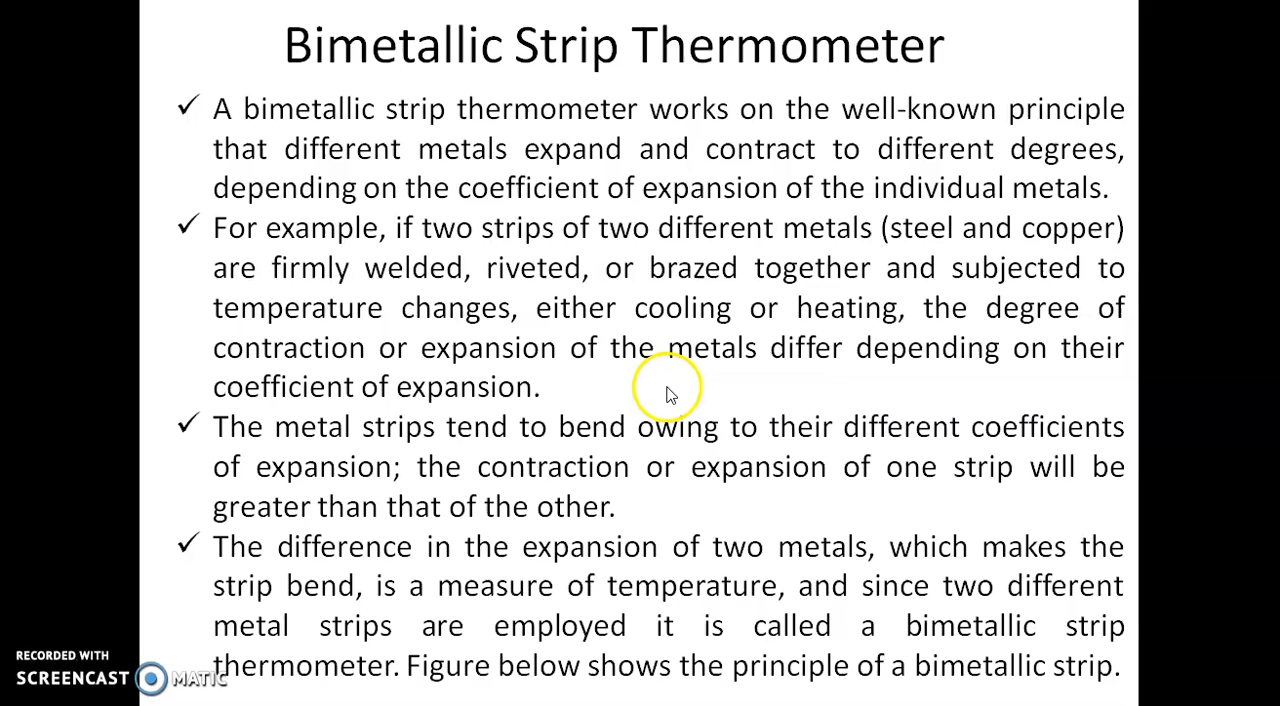 Bimetallic Strip Thermometer
✓ A bimetallic strip thermometer works on the well-known principle
that different metals expand and contract to different degrees,
depending on the coefficient of expansion of the individual metals.
✓ For example, if two strips of two different metals (steel and copper)
are firmly welded, riveted, or brazed together and subjected to
temperature changes, either cooling or heating, the degree of
contraction or expansion of the metals differ depending on their
coefficient of expansion.
✓ The metal strips tend to bend owing to their different coefficients
of expansion; the contraction or expansion of one strip will be
greater than that of the other.
✓ The difference in the expansion of two metals, which makes the
strip bend, is a measure of temperature, and since two different
metal strips are employed it is called a bimetallic strip
thermometer. Figure below shows the principle of a bimetallic strip.
RECORDED WITH
SCREENCAST MATIC